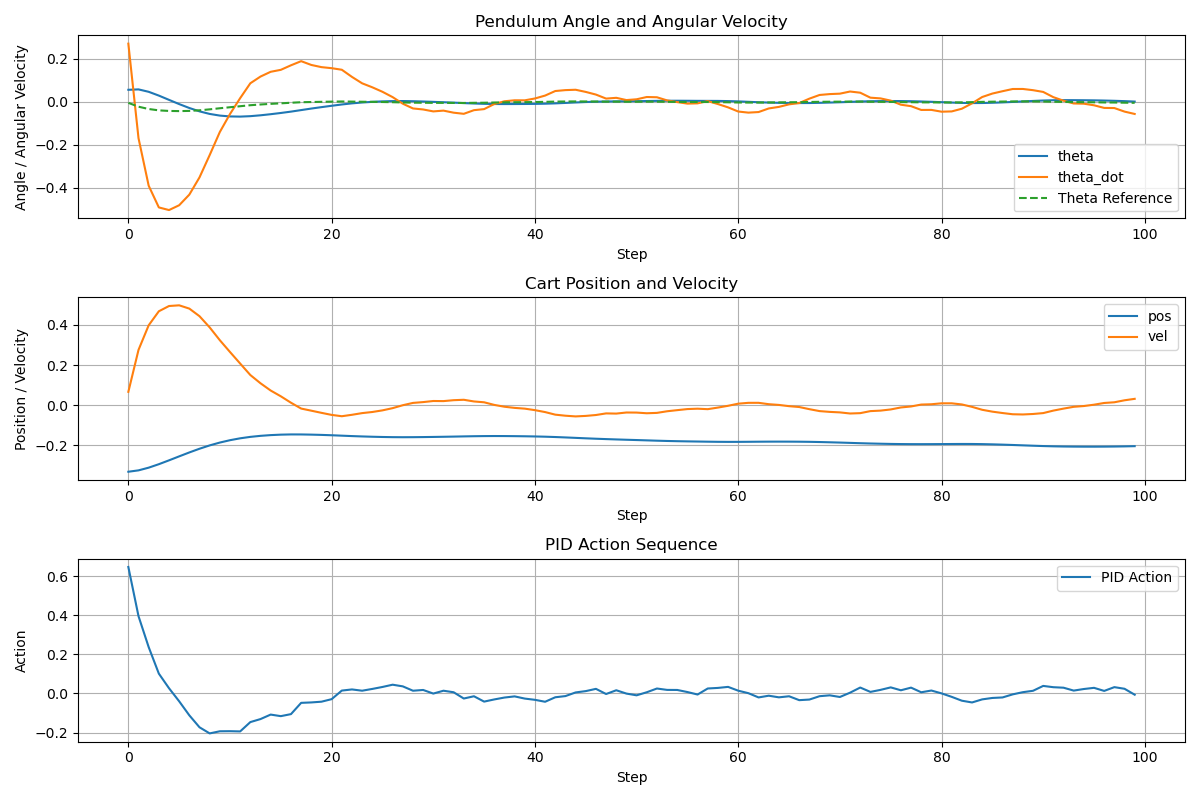 Pendulum Angle and Angular Velocity
Angle / Angular Velocity
0.2
0.0
−0.2
−0.4
theta
theta_dot
Theta Reference
0 20 40 60 80 100
Step
Cart Position and Velocity
Position / Velocity
0.4
0.2
0.0
−0.2
pos
vel
0 20 40 60 80 100
Step
PID Action Sequence
Action
0.6
0.4
0.2
0.0
−0.2
PID Action
0 20 40 60 80 100
Step